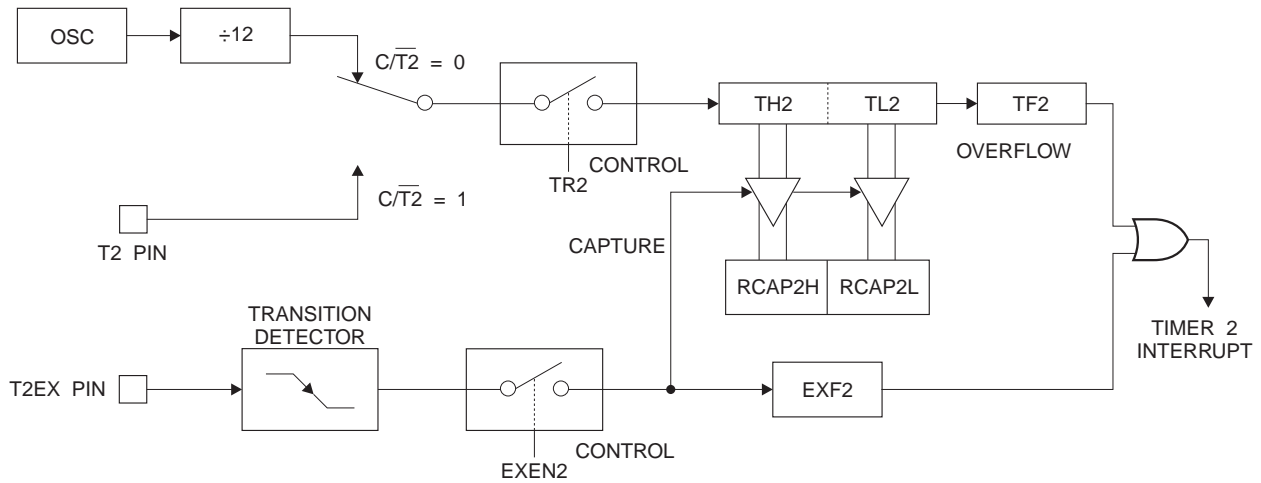 OSC
÷12
C/T2̅ = 0
TH2
TL2
TF2
OVERFLOW
CONTROL
TR2
C/T2̅ = 1
T2 PIN
CAPTURE
RCAP2H
RCAP2L
TRANSITION
DETECTOR
TIMER 2
INTERRUPT
T2EX PIN
EXF2
CONTROL
EXEN2